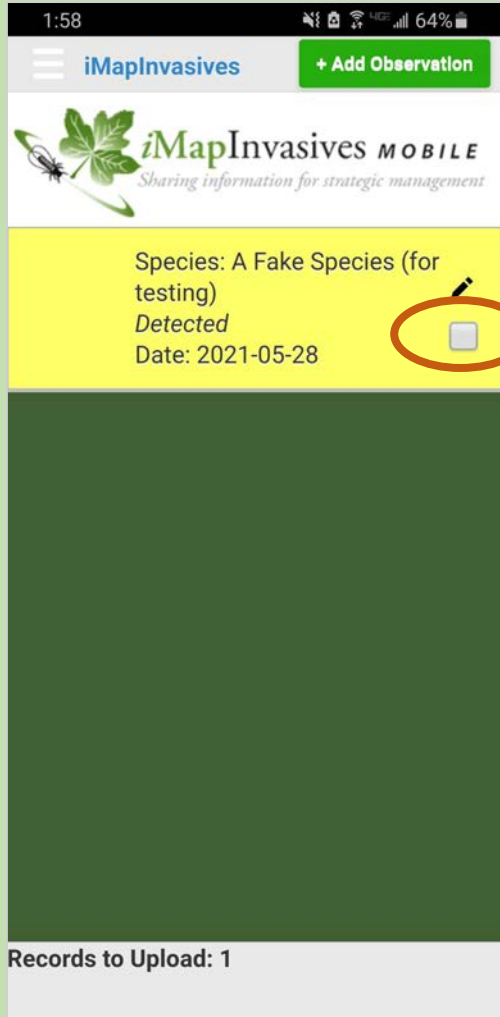 1:58 4GE 64%
iMapInvasives + Add Observation
iMapInvasives MOBILE
Sharing information for strategic management
Species: A Fake Species (for
testing)
Detected
Date: 2021-05-28
Records to Upload: 1